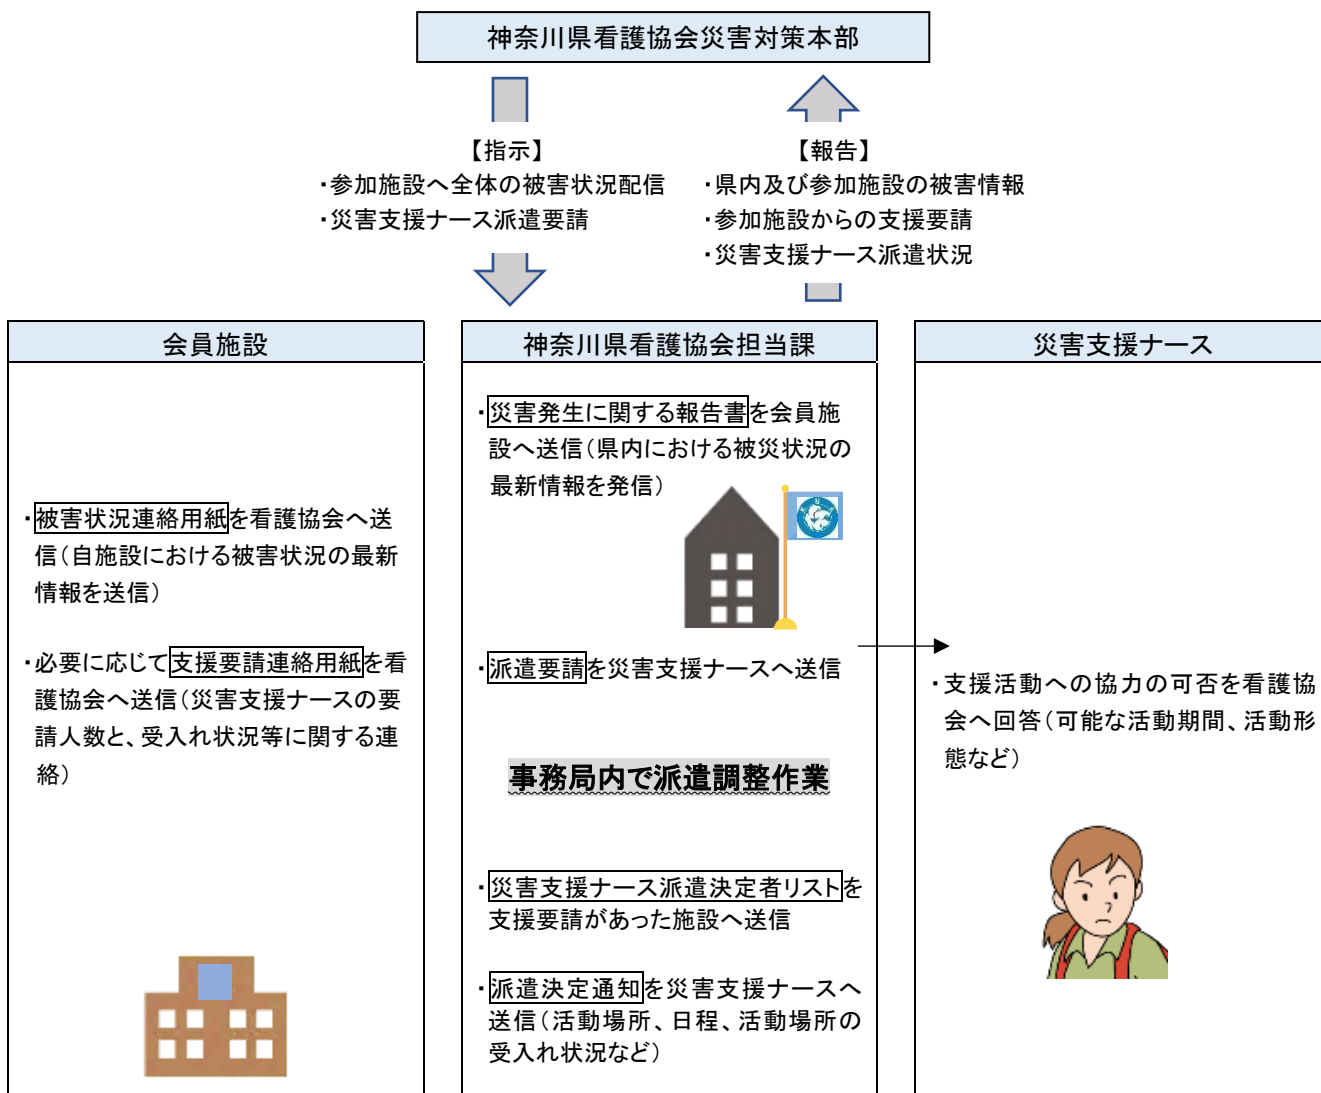 神奈川県看護協会災害対策本部
【指示】
・参加施設へ全体の被害状況配信
・災害支援ナース派遣要請
【報告】
・県内及び参加施設の被害情報
・参加施設からの支援要請
・災害支援ナース派遣状況
会員施設
・被害状況連絡用紙を看護協会へ送
信(自施設における被害状況の最新
情報を送信)
・必要に応じて支援要請連絡用紙を看
護協会へ送信(災害支援ナースの要
請人数と、受入れ状況等に関する連
絡)
神奈川県看護協会担当課
・災害発生に関する報告書を会員施
設へ送信(県内における被災状況の
最新情報を発信)
・派遣要請を災害支援ナースへ送信
事務局内で派遣調整作業
・災害支援ナース派遣決定者リストを
支援要請があった施設へ送信
・派遣決定通知を災害支援ナースへ
送信(活動場所、日程、活動場所の
受入れ状況など)
災害支援ナース
・支援活動への協力の可否を看護協
会へ回答(可能な活動期間、活動形
態など)